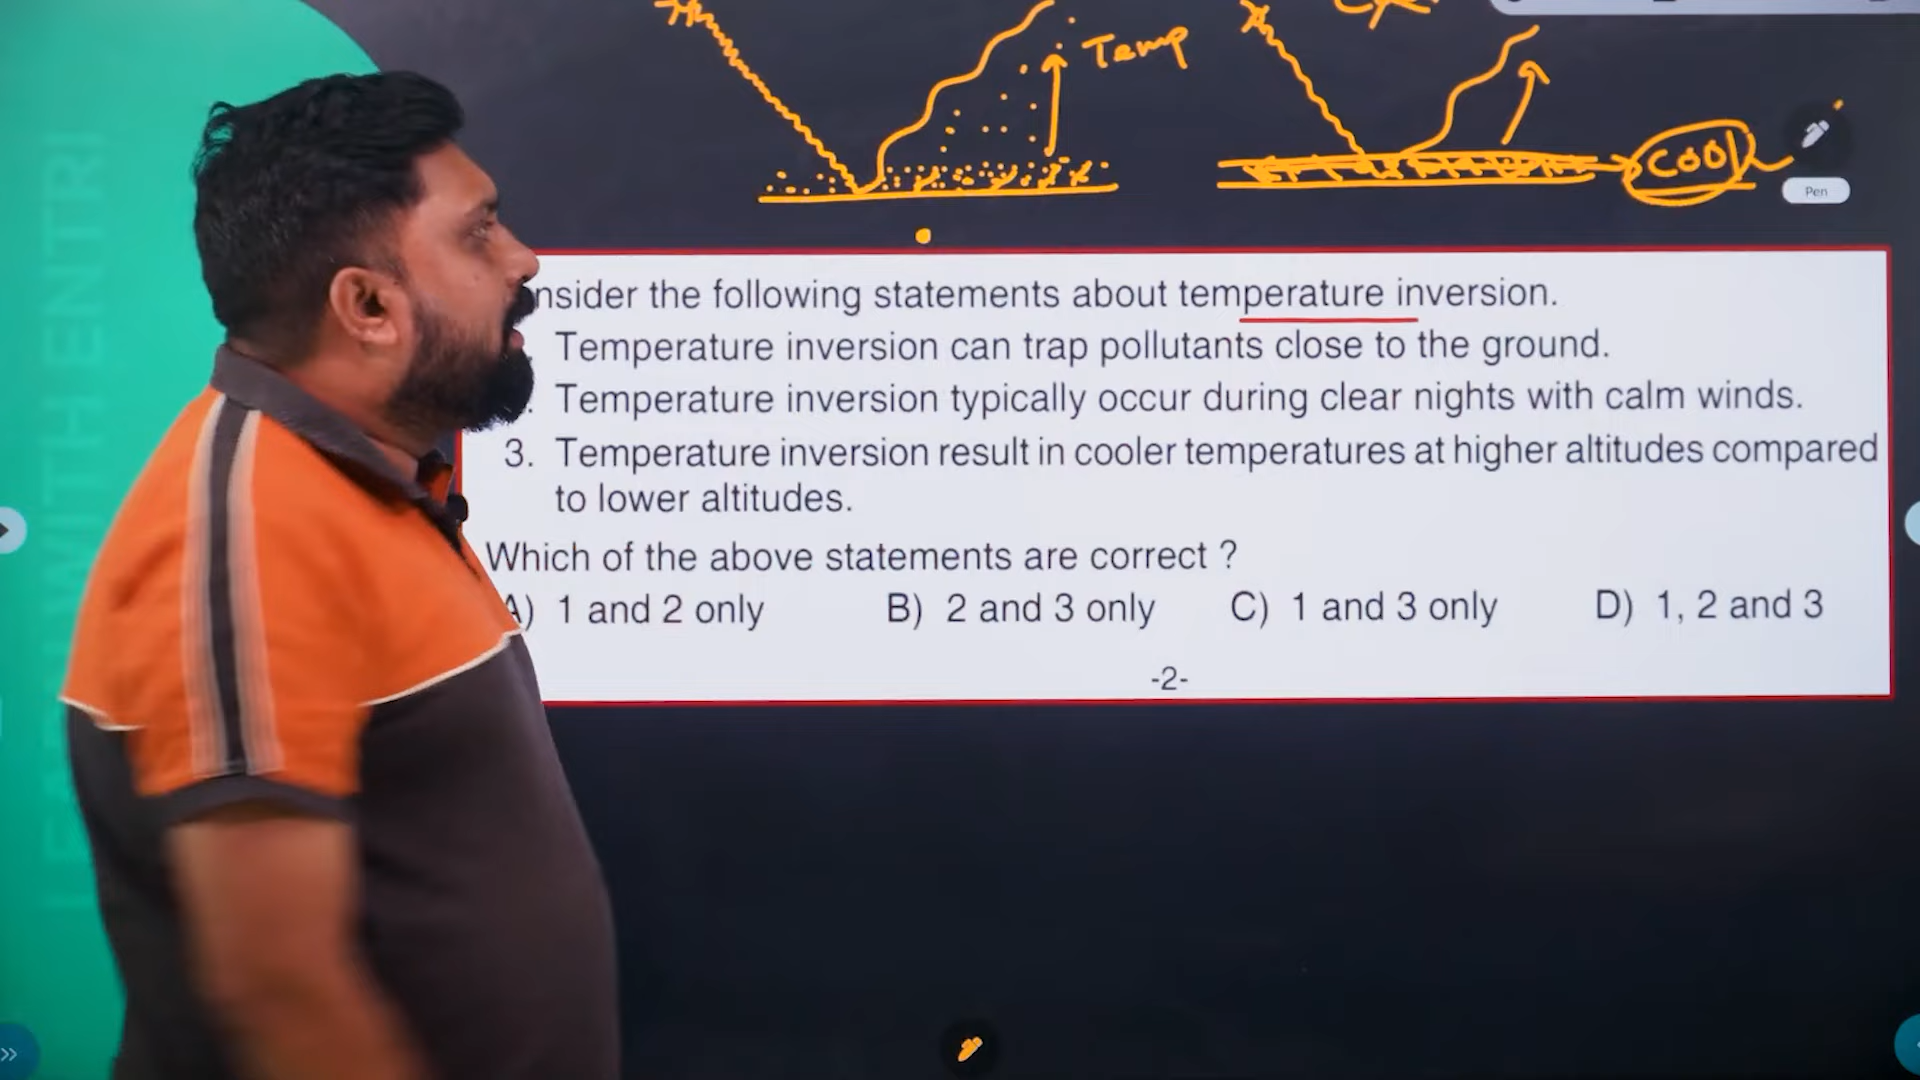 Temp
COOL
Pen
nsider the following statements about temperature inversion.
Temperature inversion can trap pollutants close to the ground.
Temperature inversion typically occur during clear nights with calm winds.
3. Temperature inversion result in cooler temperatures at higher altitudes compared
to lower altitudes.
Which of the above statements are correct ?
A) 1 and 2 only B) 2 and 3 only C) 1 and 3 only D) 1, 2 and 3
-2-
WITH ENTRI